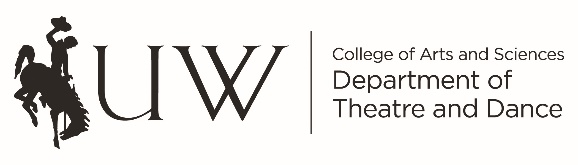 UW
College of Arts and Sciences
Department of
Theatre and Dance